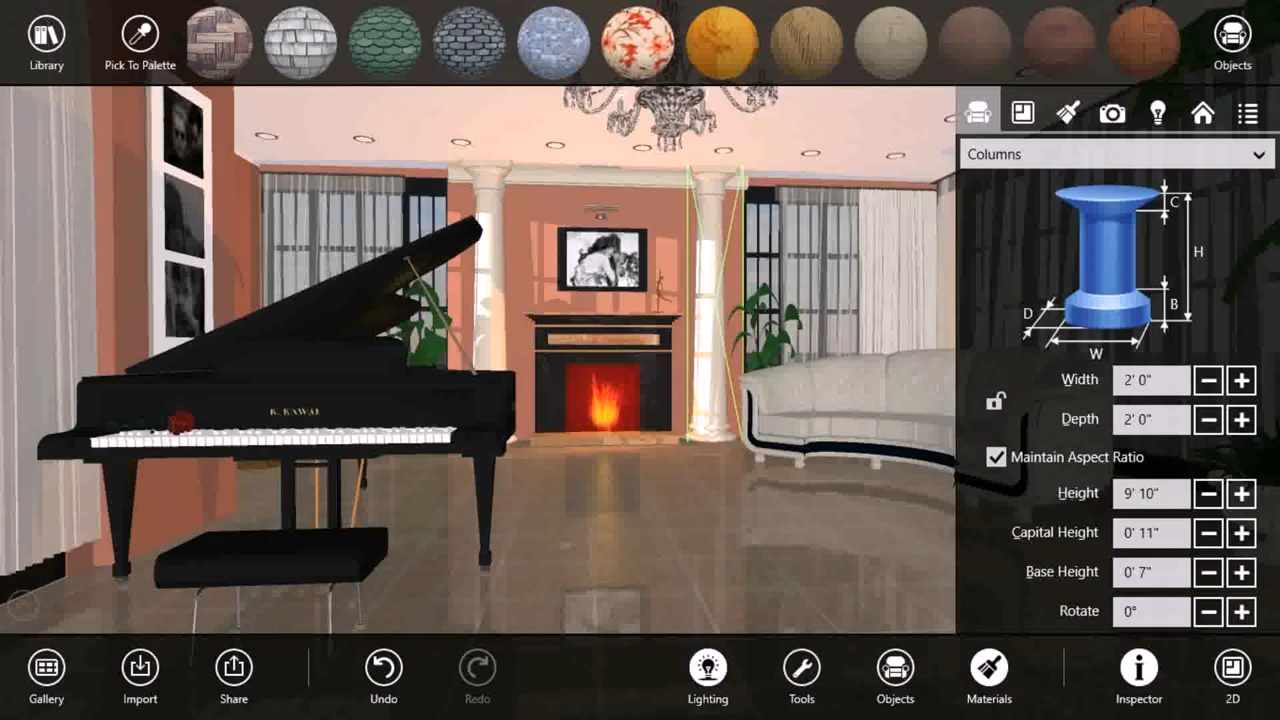 Library
Pick To Palette
Objects
Columns
C
H
B
D
W
Width 2' 0"
Depth 2' 0"
Maintain Aspect Ratio
Height 9' 10"
Capital Height 0' 11"
Base Height 0' 7"
Rotate 0°
K. KAWAI
Gallery
Import
Share
Undo
Redo
Lighting
Tools
Objects
Materials
Inspector
2D